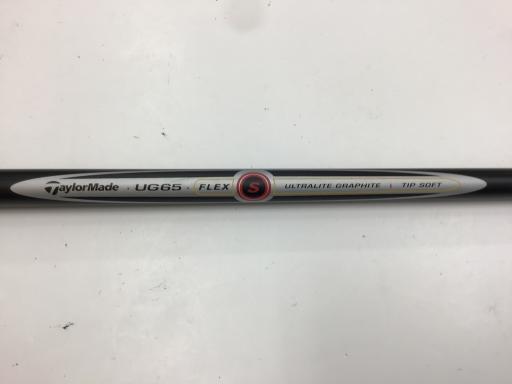 TaylorMade · UG65 · FLEX S ULTRALITE GRAPHITE | TIP SOFT